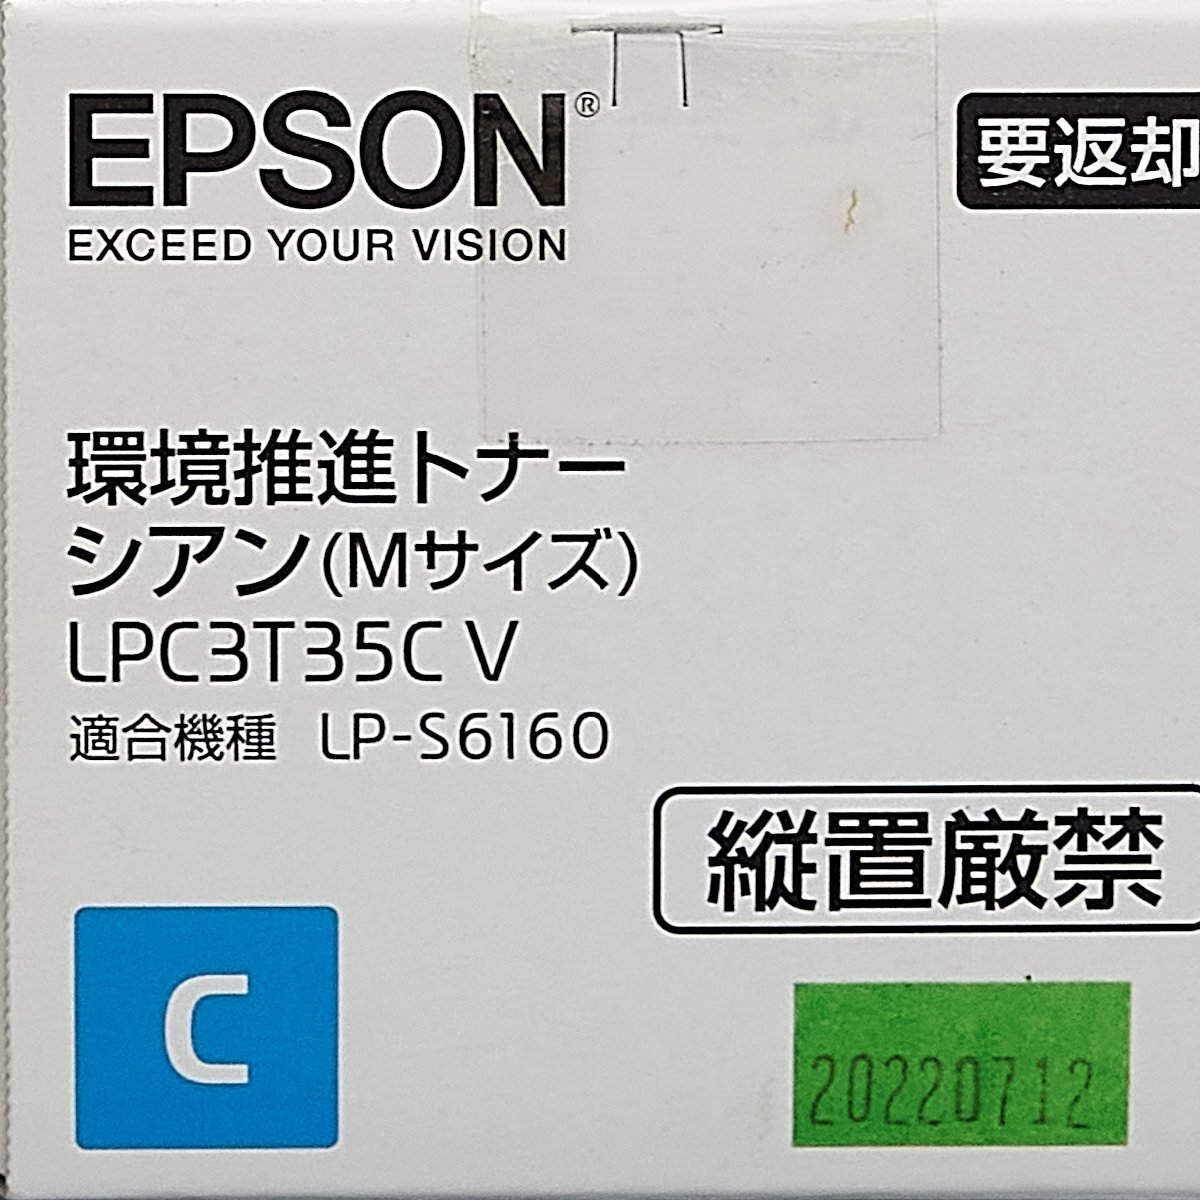 EPSON®
EXCEED YOUR VISION
要返却
環境推進トナー
シアン(Mサイズ)
LPC3T35C V
適合機種 LP-S6160
縦置厳禁
C
20220712